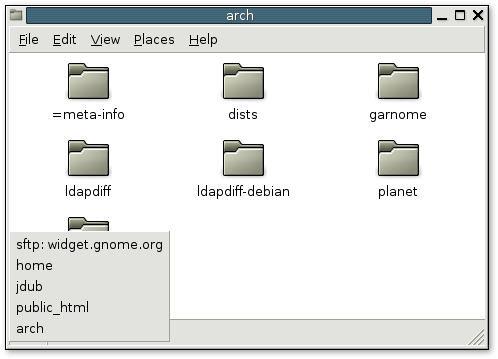 arch
File Edit View Places Help
=meta-info dists garnome
ldapdiff ldapdiff-debian planet
sftp: widget.gnome.org
home
jdub
public_html
arch